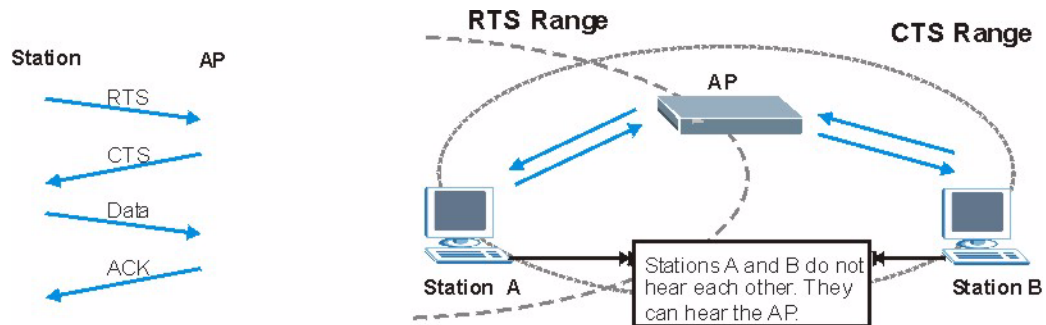 RTS Range
CTS Range
Station AP
AP
RTS
CTS
Data
ACK
Station A
Stations A and B do not
hear each other. They
can hear the AP.
Station B